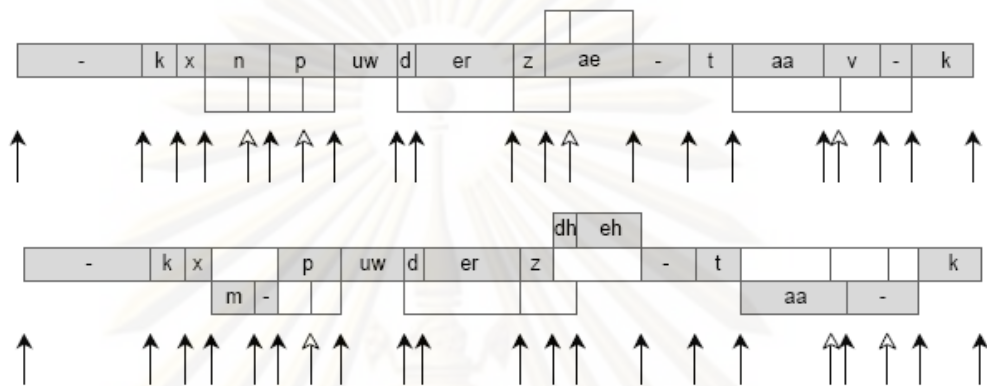 - k x n p uw d er z ae - t aa v - k
dh eh
- k x p uw d er z - t k
m - aa -